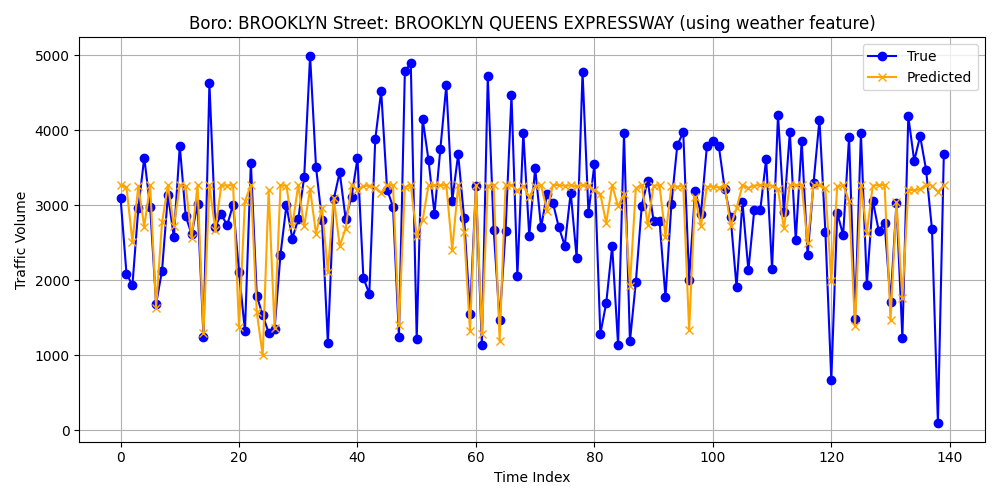 Boro: BROOKLYN Street: BROOKLYN QUEENS EXPRESSWAY (using weather feature)
True
Predicted
5000
4000
3000
2000
1000
0
Traffic Volume
0 20 40 60 80 100 120 140
Time Index